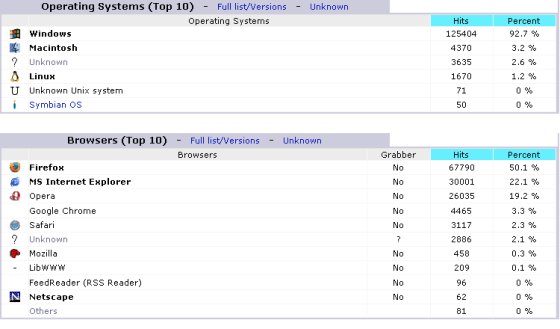 Operating Systems (Top 10) - Full list/Versions - Unknown
Operating Systems Hits Percent
Windows 125404 92.7 %
Macintosh 4370 3.2 %
? Unknown 3635 2.6 %
Linux 1670 1.2 %
Unknown Unix system 71 0 %
Symbian OS 50 0 %
Browsers (Top 10) - Full list/Versions - Unknown
Browsers Grabber Hits Percent
Firefox No 67790 50.1 %
MS Internet Explorer No 30001 22.1 %
Opera No 26035 19.2 %
Google Chrome No 4465 3.3 %
Safari No 3117 2.3 %
? Unknown ? 2886 2.1 %
Mozilla No 458 0.3 %
- Lib₩₩₩ No 209 0.1 %
FeedReader (RSS Reader) No 96 0 %
N Netscape No 62 0 %
Others 81 0 %